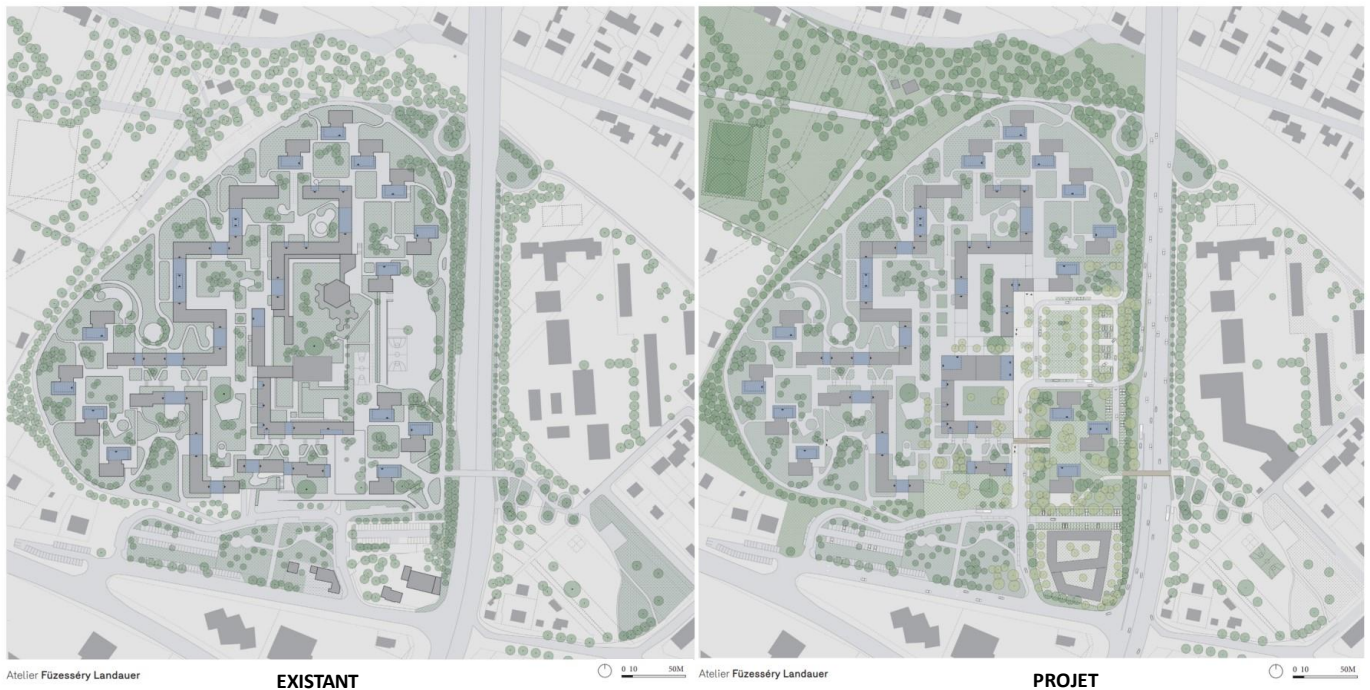 Atelier Füzesséry Landauer
EXISTANT
0 10 50M
Atelier Füzesséry Landauer
PROJET
0 10 50M